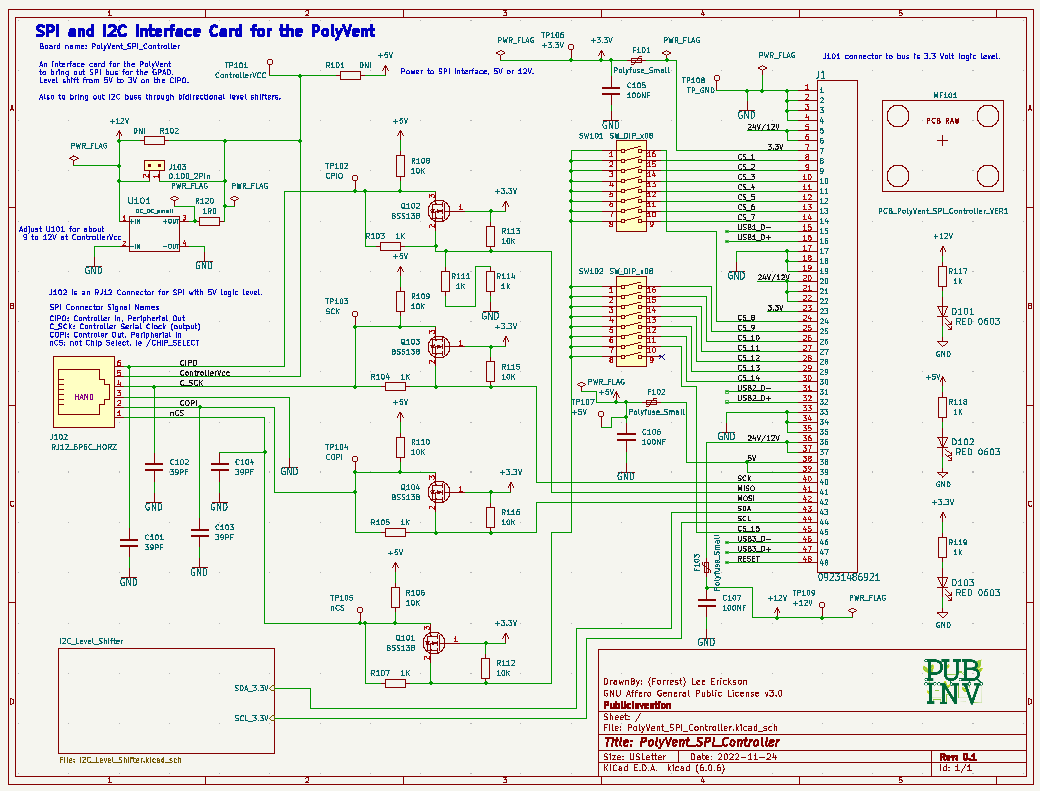 SPI and I2C Interface Card for the PolyVent
Board name: PolyVent_SPI_Controller
An interface card for the PolyVent
to bring out SPI bus for the GPAD.
Level shift from 5V to 3V on the CIPO.
Also to bring out I2C buss through bidirectional level shifters.
TP101
ControllerVCC
R101 DNI
+5V
Power to SPI interface, 5V or 12V.
PWR_FLAG
TP106
+3.3V
+3.3V
F101
Polyfuse_Small
PWR_FLAG
C105
100NF
GND
TP108
TP_GND
PWR_FLAG
GND
J101 connector to bus is 3.3 Volt logic level.
J1
MF101
PCB RAW
PCB_PolyVent_SPI_Controller_VER1
+12V
DNI R102
PWR_FLAG
J103
0.100_2Pin
PWR_FLAG
PWR_FLAG
U101
DC_DC_small
R120
1R0
+IN
+OUT
-IN
-OUT
Adjust U101 for about
9 to 12V at ControllerVcc
GND
GND
J102 is an RJ12 Connector for SPI with 5V logic level.
SPI Connector Signal Names
CIPO: Controller In, Peripheral Out
C_SCK: Controller Serial Clock (output)
COPI: Controler Out, Peripherial In
nCS: not Chip Select, ie /CHIP_SELECT
CIPO
ControllerVcc
C_SCK
COPI
nCS
HAND
J102
RJ12_6P6C_HORZ
C102
39PF
C104
39PF
GND
GND
GND
C101
39PF
C103
39PF
GND
GND
TP102
CIPO
+5V
R108
10K
Q102
BSS138
+3.3V
R113
10k
R103 1K
R111
1k
R114
1k
GND
TP103
SCK
+5V
R109
10K
Q103
BSS138
+3.3V
R115
10k
R104 1K
TP104
COPI
+5V
R110
10K
Q104
BSS138
+3.3V
R116
10k
R105 1K
TP105
nCS
+5V
R106
10K
Q101
BSS138
+3.3V
R112
10k
R107 1K
SW101 SW_DIP_x08
SW102 SW_DIP_x08
PWR_FLAG
+5V
TP107
+5V
F102
Polyfuse_Small
C106
100NF
GND
24V/12V
3.3V
CS_1
CS_2
CS_3
CS_4
CS_5
CS_6
CS_7
USB1_D-
USB1_D+
GND
24V/12V
3.3V
CS_8
CS_9
CS_10
CS_11
CS_12
CS_13
CS_14
USB2_D-
USB2_D+
GND
24V/12V
5V
SCK
MISO
MOSI
SDA
SCL
CS_15
USB3_D-
USB3_D+
RESET
09231486921
F103
Polyfuse_Small
C107
100NF
GND
+12V
TP109
+12V
PWR_FLAG
+12V
R117
1k
D101
RED 0603
GND
+5V
R118
1k
D102
RED 0603
GND
+3.3V
R119
1k
D103
RED 0603
GND
I2C_Level_Shifter
SDA_3.3V
SCL_3.3V
File: I2C_Level_Shifter.kicad_sch
PUB
INV
DrawnBy: (Forrest) Lee Erickson
GNU Affero General Public License v3.0
PublicInvention
Sheet: /
File: PolyVent_SPI_Controller.kicad_sch
Title: PolyVent_SPI_Controller
Size: USLetter Date: 2022-11-24 Rev: 0.1
KiCad E.D.A. kicad (6.0.6) Id: 1/1